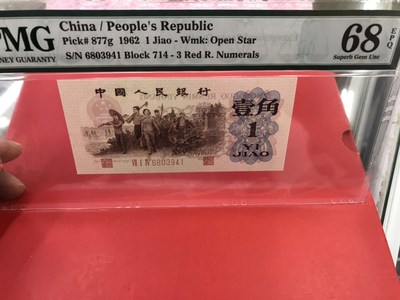 PMG
China / People's Republic
Pick# 877g 1962 1 Jiao - Wmk: Open Star
S/N 6803941 Block 714 - 3 Red R. Numerals
68
EPQ
Superb Gem Unc
中國人民銀行
壹角
1
YI
JIAO
VII I IV 6803941